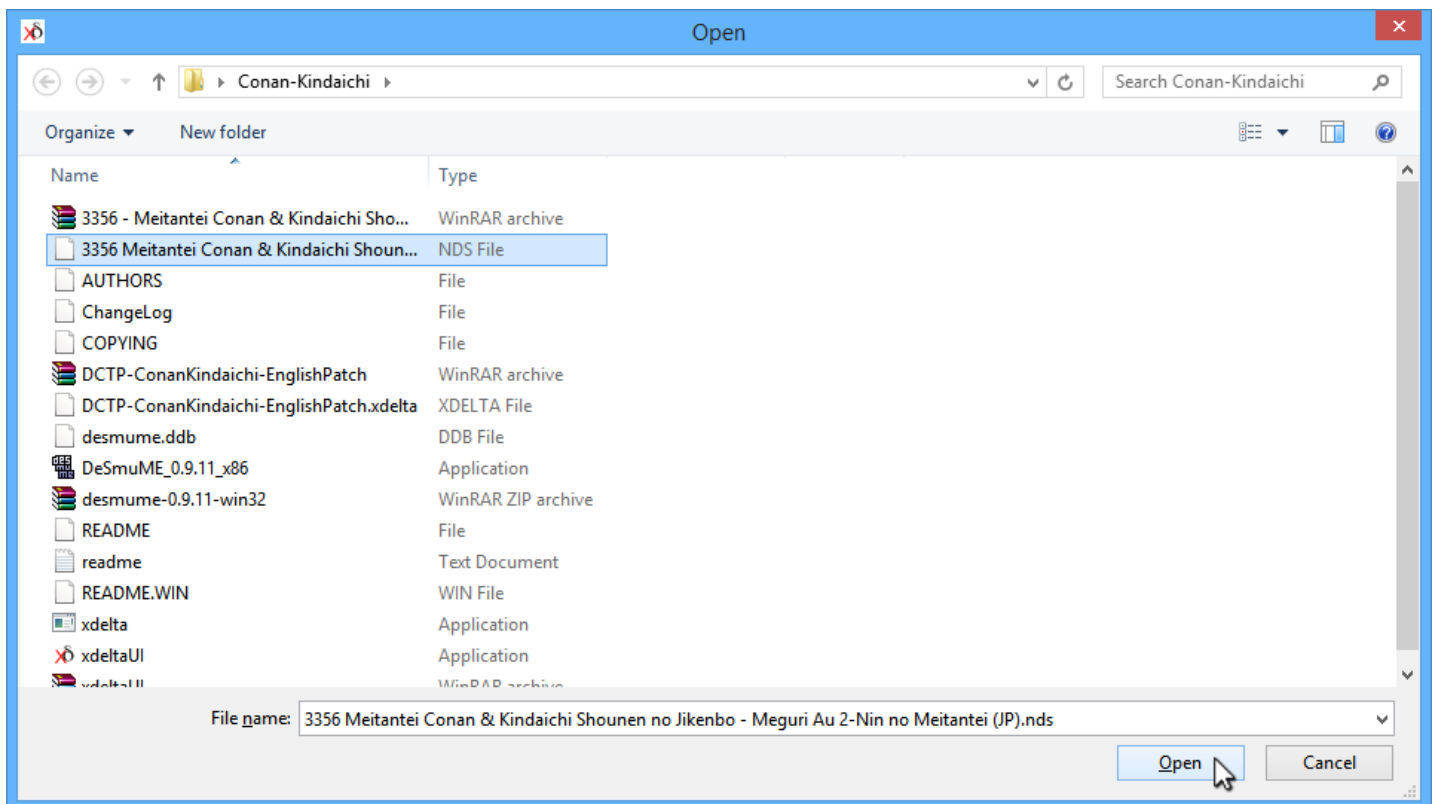 Open
Conan-Kindaichi
Search Conan-Kindaichi
Organize
New folder
Name Type
3356 - Meitantei Conan & Kindaichi Sho... WinRAR archive
3356 Meitantei Conan & Kindaichi Shoun... NDS File
AUTHORS File
ChangeLog File
COPYING File
DCTP-ConanKindaichi-EnglishPatch WinRAR archive
DCTP-ConanKindaichi-EnglishPatch.xdelta XDELTA File
desmume.ddb DDB File
DeSmuME_0.9.11_x86 Application
desmume-0.9.11-win32 WinRAR ZIP archive
README File
readme Text Document
README.WIN WIN File
xdelta Application
xdeltaUI Application
xdeltaUI WinRAR archive
File name: 3356 Meitantei Conan & Kindaichi Shounen no Jikenbo - Meguri Au 2-Nin no Meitantei (JP).nds
Open Cancel